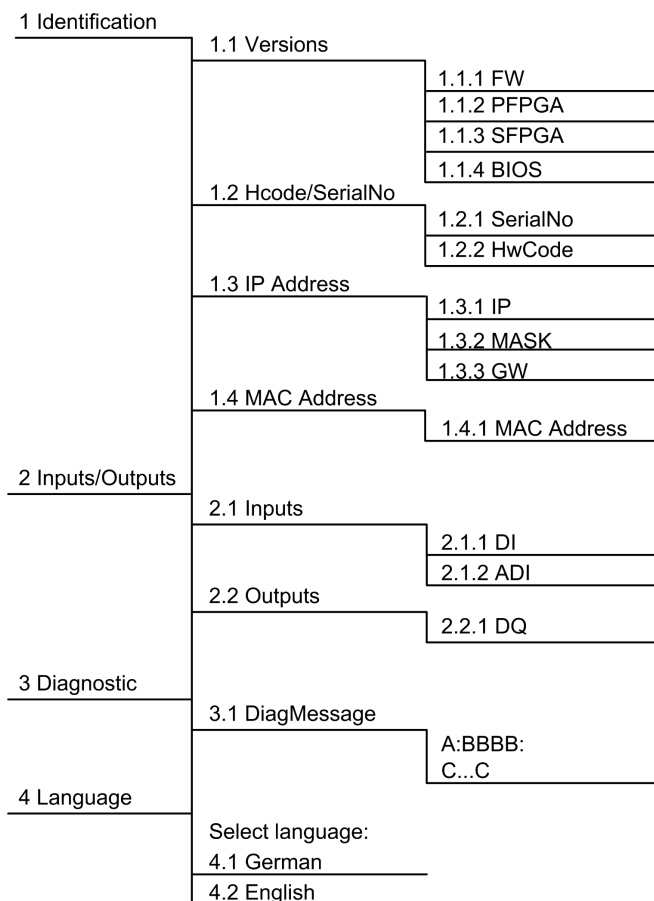 1 Identification
1.1 Versions
1.1.1 FW
1.1.2 PFPGA
1.1.3 SFPGA
1.1.4 BIOS
1.2 Hcode/SerialNo
1.2.1 SerialNo
1.2.2 HwCode
1.3 IP Address
1.3.1 IP
1.3.2 MASK
1.3.3 GW
1.4 MAC Address
1.4.1 MAC Address
2 Inputs/Outputs
2.1 Inputs
2.1.1 DI
2.1.2 ADI
2.2 Outputs
2.2.1 DQ
3 Diagnostic
3.1 DiagMessage
A:BBBB:
C...C
4 Language
Select language:
4.1 German
4.2 English